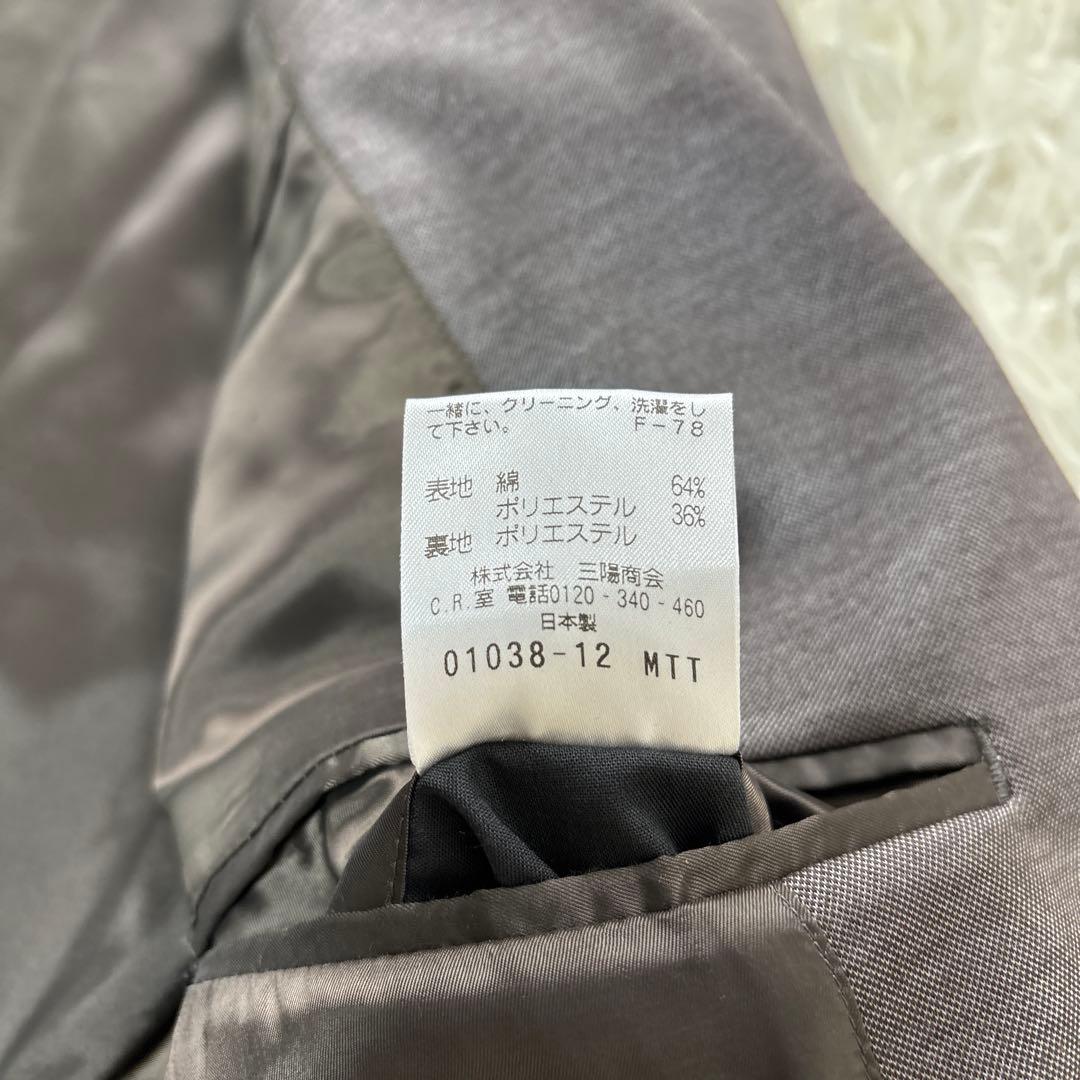 一緒に、クリーニング、洗濯をし
て下さい。 F-78
表地 綿 64%
ポリエステル 36%
裏地 ポリエステル
株式会社 三陽商会
C.R.室 電話0120-340-460
日本製
01038-12 MTT